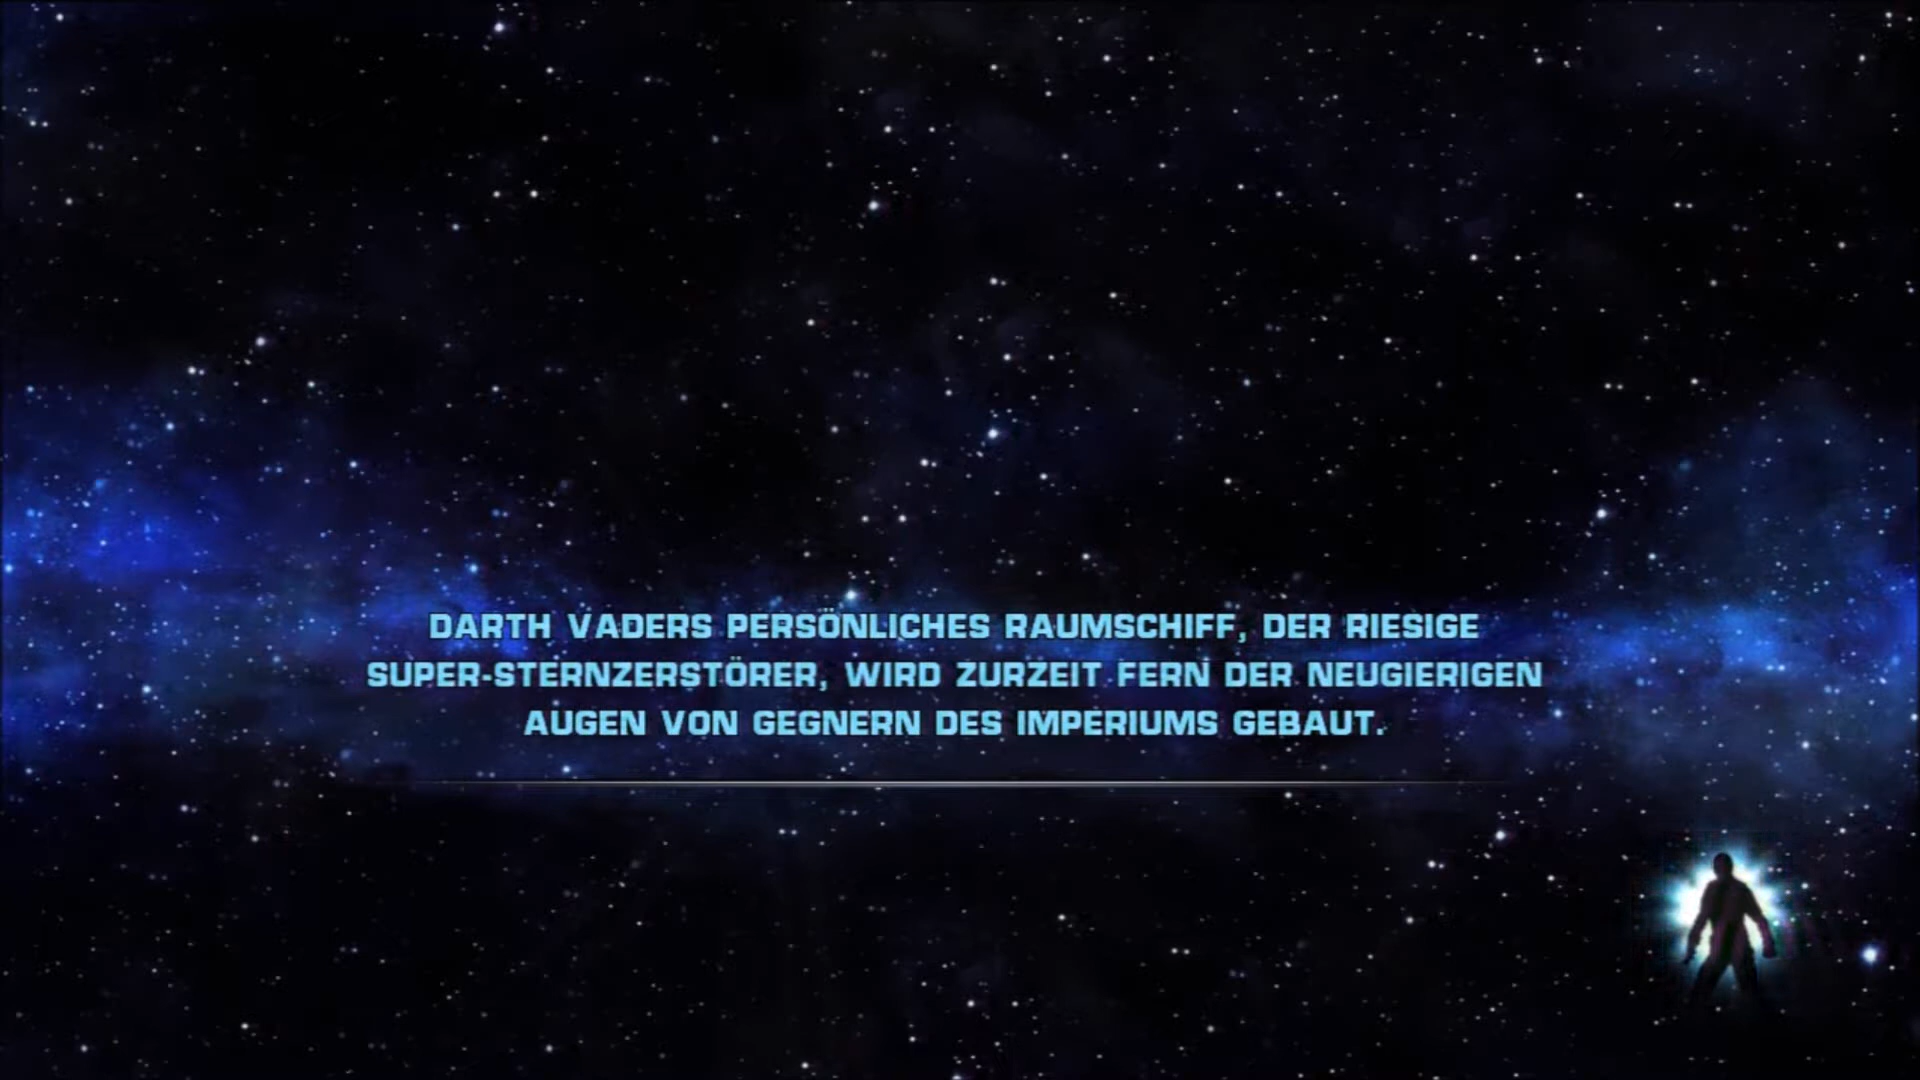 DARTH VADERS PERSÖNLICHES RAUMSCHIFF, DER RIESIGE
SUPER-STERNZERSTÖRER, WIRD ZURZEIT FERN DER NEUGIERIGEN
AUGEN VON GEGNERN DES IMPERIUMS GEBAUT.